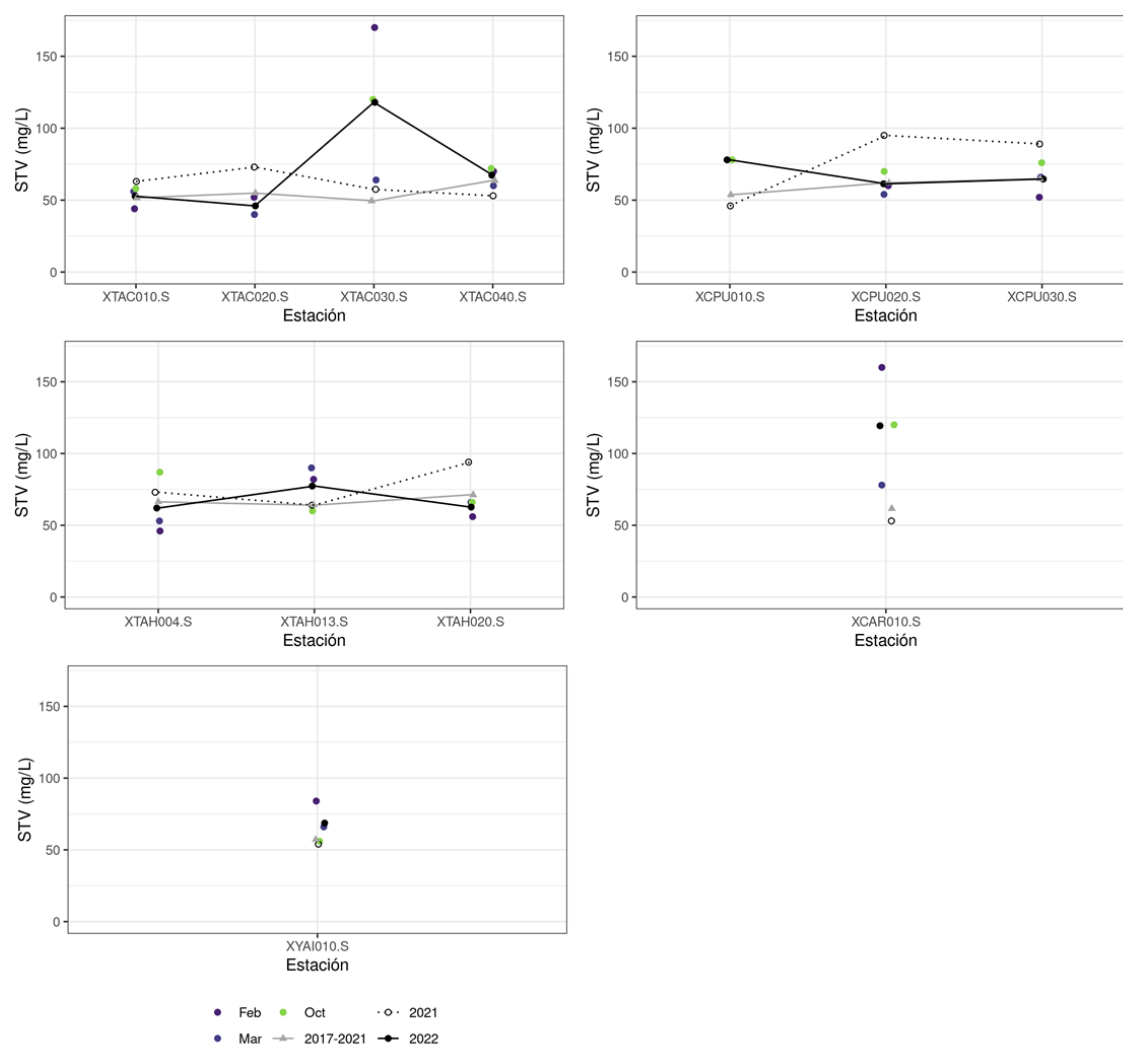 STV (mg/L)
150
100
50
0
XTAC010.S XTAC020.S XTAC030.S XTAC040.S
Estación
STV (mg/L)
150
100
50
0
XCPU010.S XCPU020.S XCPU030.S
Estación
STV (mg/L)
150
100
50
0
XTAH004.S XTAH013.S XTAH020.S
Estación
STV (mg/L)
150
100
50
0
XCAR010.S
Estación
STV (mg/L)
150
100
50
0
XYAI010.S
Estación
Feb Oct 2021
Mar 2017-2021 2022